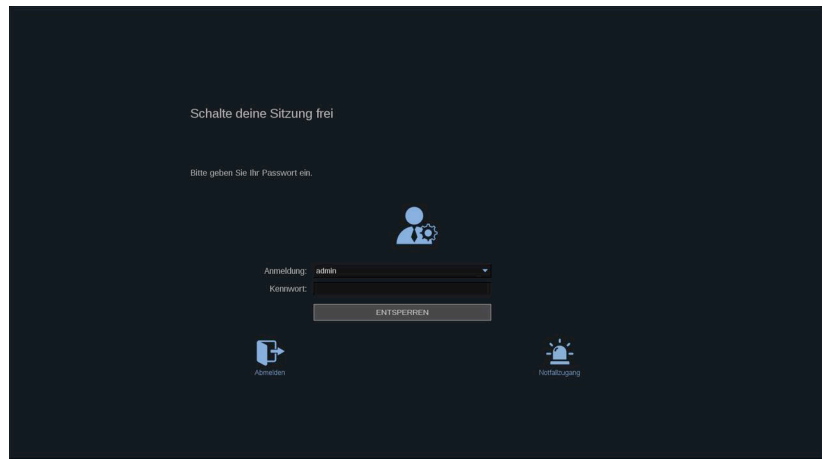 Schalte deine Sitzung frei
Bitte geben Sie Ihr Passwort ein.
Anmeldung: admin
Kennwort:
ENTSPERREN
Abmelden
Notfallzugang